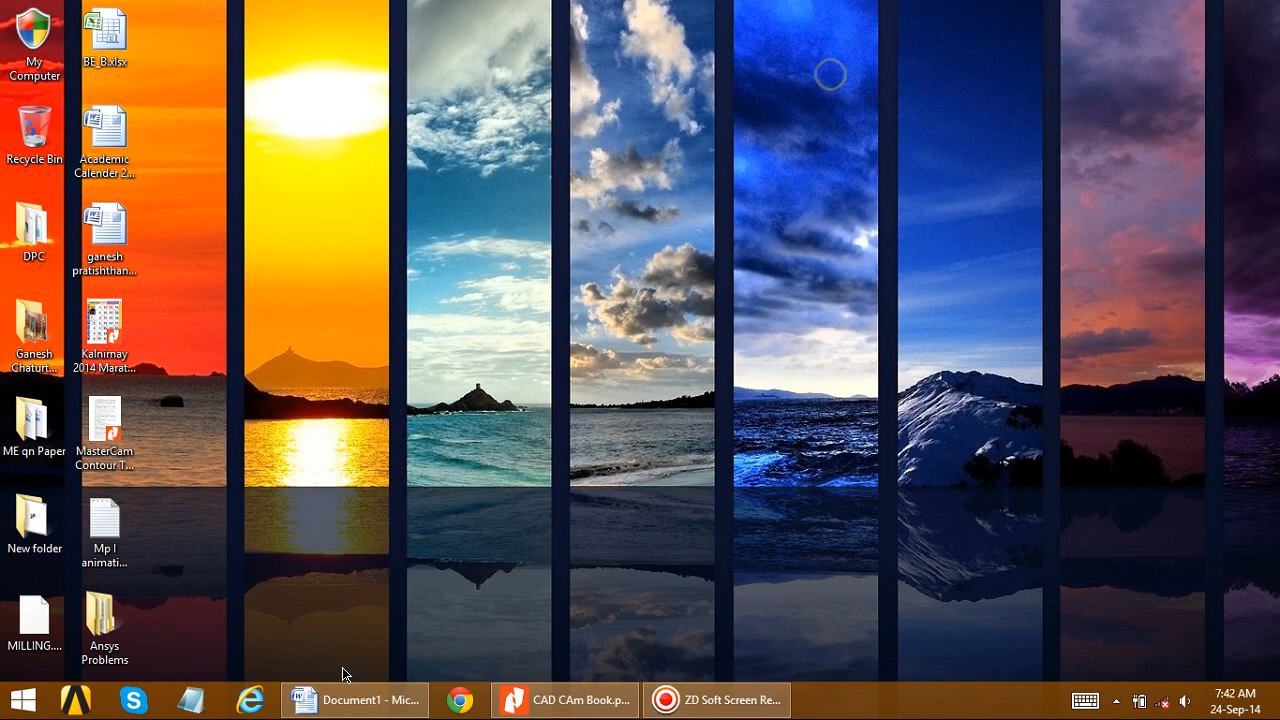 My
Computer
Recycle Bin
DPC
Ganesh
Chaturt...
ME qn Paper
New folder
MILLING....
BE_B.xlsx
Academic
Calender 2...
ganesh
pratishthan...
Kalnirnay
2014 Marat...
MasterCam
Contour T...
Mp I
animati...
Ansys
Problems
Document1 - Mic...
CAD CAm Book.p...
ZD Soft Screen Re...
7:42 AM
24-Sep-14